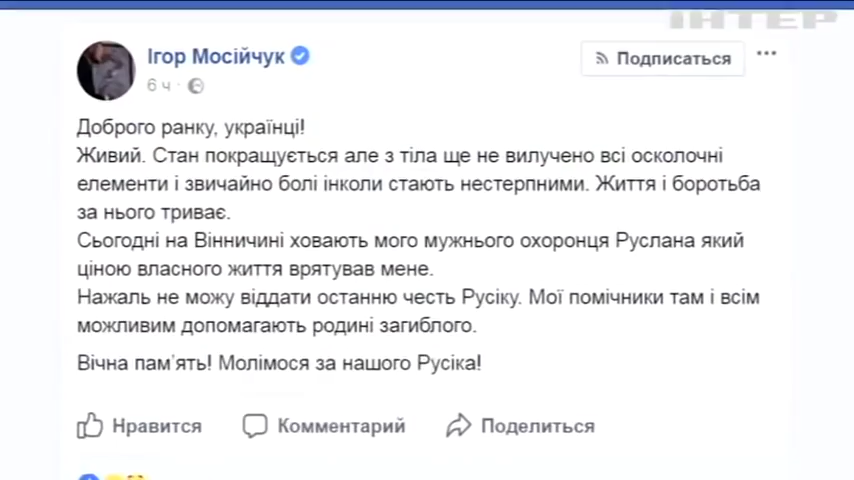 ІНТЕР
Ігор Мосійчук
6 ч ·
Подписаться
Доброго ранку, українці!
Живий. Стан покращується але з тіла ще не вилучено всі осколочні
елементи і звичайно болі інколи стають нестерпними. Життя і боротьба
за нього триває.
Сьогодні на Вінничині ховають мого мужнього охоронця Руслана який
ціною власного життя врятував мене.
Нажаль не можу віддати останню честь Русіку. Мої помічники там і всім
можливим допомагають родині загиблого.
Вічна пам'ять! Молімося за нашого Русіка!
Нравится
Комментарий
Поделиться